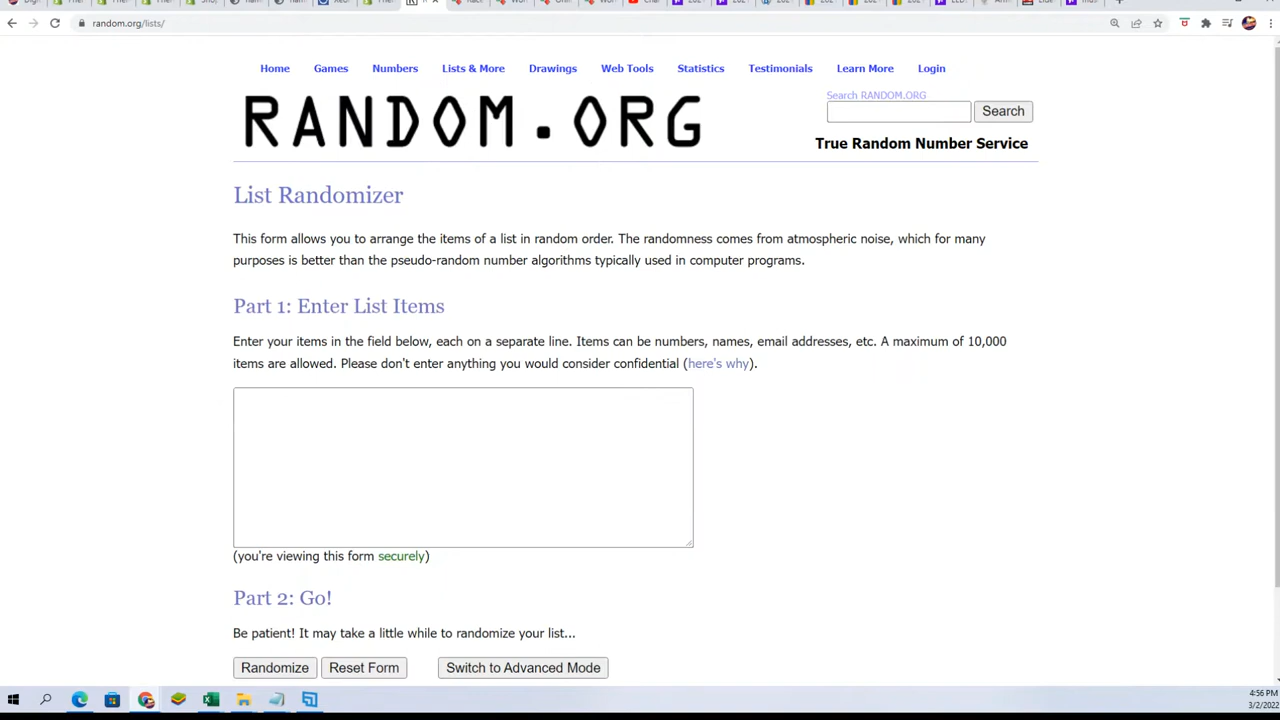 random.org/lists/
Home Games Numbers Lists & More Drawings Web Tools Statistics Testimonials Learn More Login
RANDOM.ORG
Search RANDOM.ORG
Search
True Random Number Service
List Randomizer
This form allows you to arrange the items of a list in random order. The randomness comes from atmospheric noise, which for many
purposes is better than the pseudo-random number algorithms typically used in computer programs.
Part 1: Enter List Items
Enter your items in the field below, each on a separate line. Items can be numbers, names, email addresses, etc. A maximum of 10,000
items are allowed. Please don't enter anything you would consider confidential (here's why).
(you're viewing this form securely)
Part 2: Go!
Be patient! It may take a little while to randomize your list...
Randomize Reset Form Switch to Advanced Mode
4:56 PM
3/2/2022